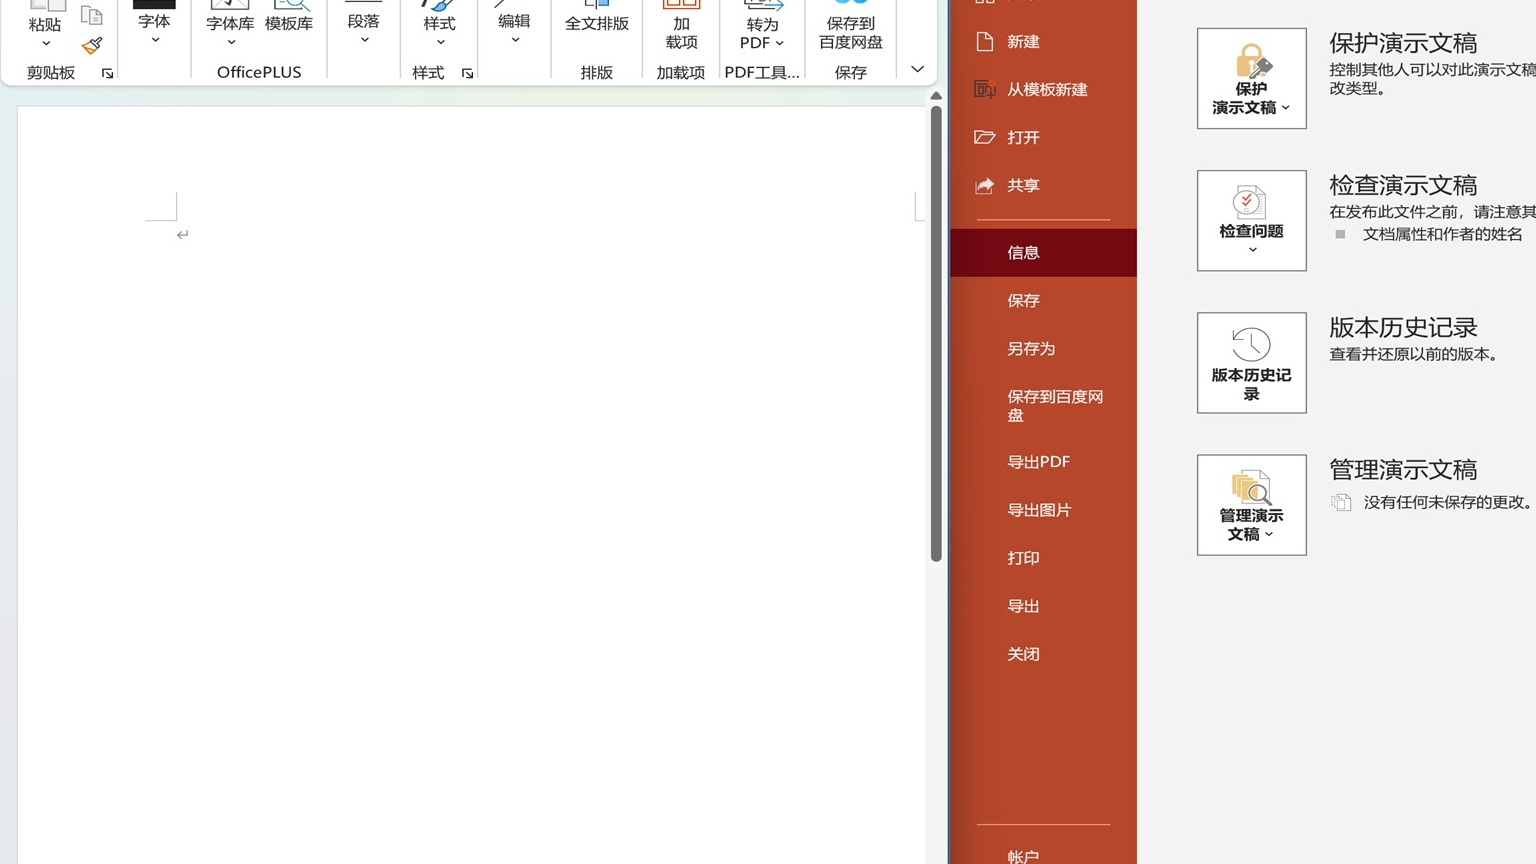 粘贴
字体
字体库
模板库
段落
样式
编辑
全文排版
加
载项
转为
PDF
保存到
百度网盘
剪贴板
OfficePLUS
样式
排版
加载项
PDF工具...
保存
新建
从模板新建
打开
共享
信息
保存
另存为
保存到百度网
盘
导出PDF
导出图片
打印
导出
关闭
帐户
保护
演示文稿
保护演示文稿
控制其他人可以对此演示文稿
改类型。
检查问题
检查演示文稿
在发布此文件之前，请注意其
文档属性和作者的姓名
版本历史记
录
版本历史记录
查看并还原以前的版本。
管理演示
文稿
管理演示文稿
没有任何未保存的更改。